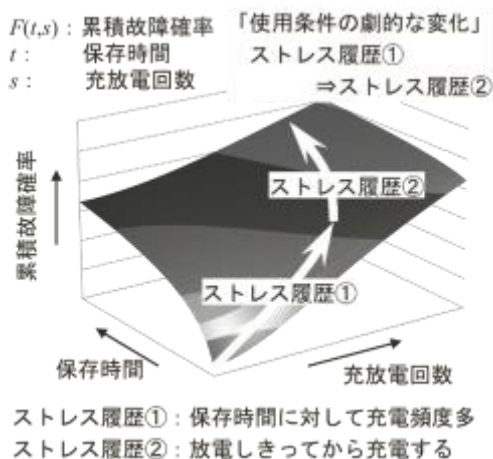 F(t,s)：累積故障確率
t：保存時間
s：充放電回数
「使用条件の劇的な変化」
ストレス履歴①
⇒ストレス履歴②
累積故障確率
ストレス履歴②
ストレス履歴①
保存時間
充放電回数
ストレス履歴①：保存時間に対して充電頻度多
ストレス履歴②：放電しきってから充電する